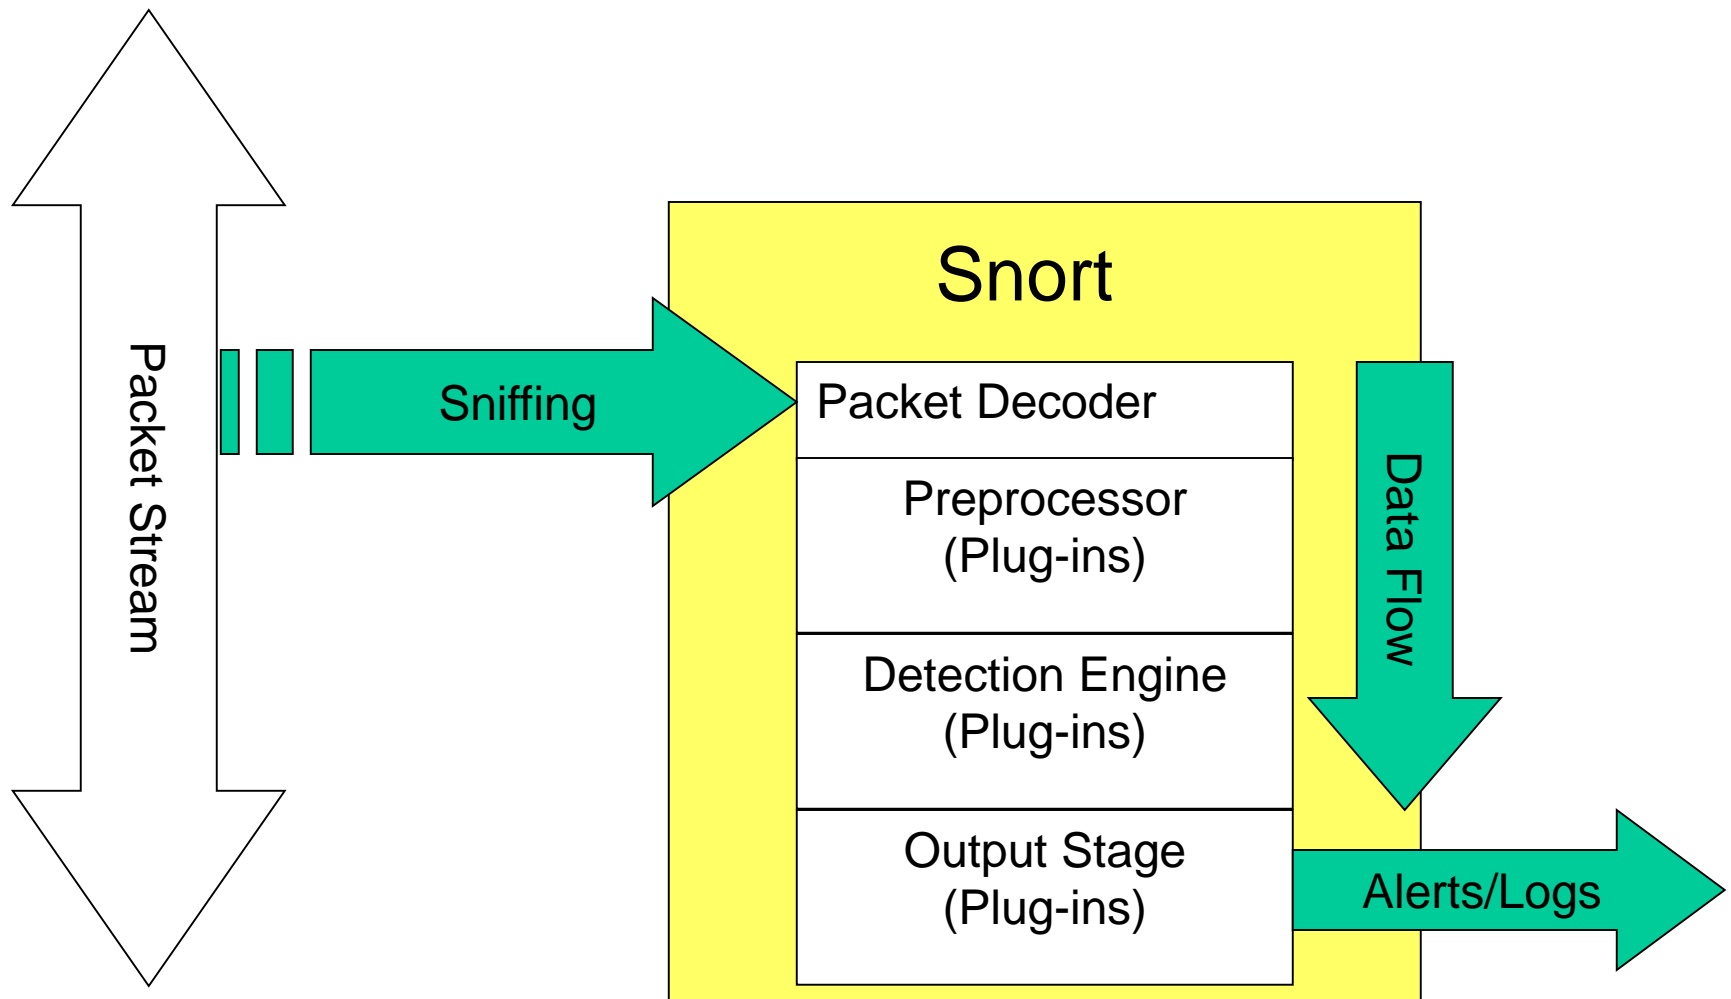 Snort
Packet Stream
Sniffing
Packet Decoder
Preprocessor
(Plug-ins)
Detection Engine
(Plug-ins)
Output Stage
(Plug-ins)
Data Flow
Alerts/Logs